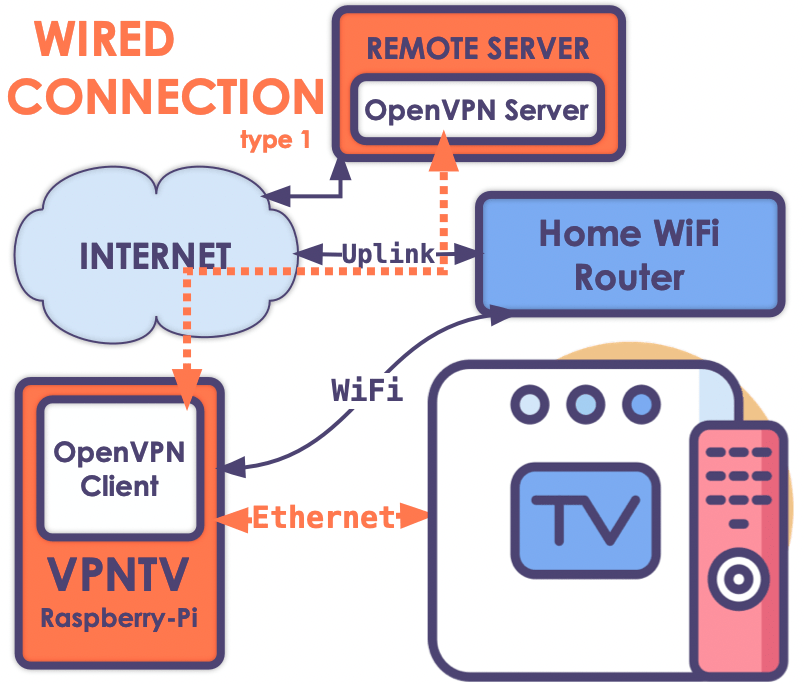 WIRED
CONNECTION
type 1
REMOTE SERVER
OpenVPN Server
INTERNET
Uplink
Home WiFi
Router
WiFi
OpenVPN
Client
Ethernet
VPNTV
Raspberry-Pi
TV